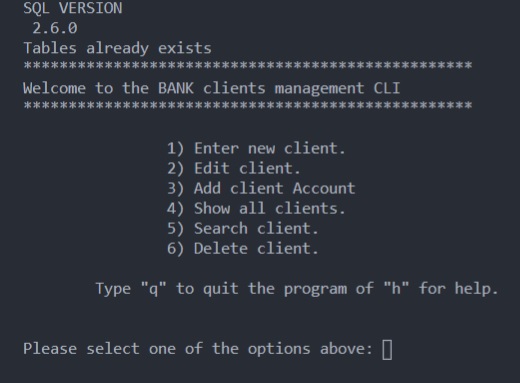 SQL VERSION
2.6.0
Tables already exists
**************************************************
Welcome to the BANK clients management CLI
**************************************************
1) Enter new client.
2) Edit client.
3) Add client Account
4) Show all clients.
5) Search client.
6) Delete client.
Type "q" to quit the program of "h" for help.
Please select one of the options above: